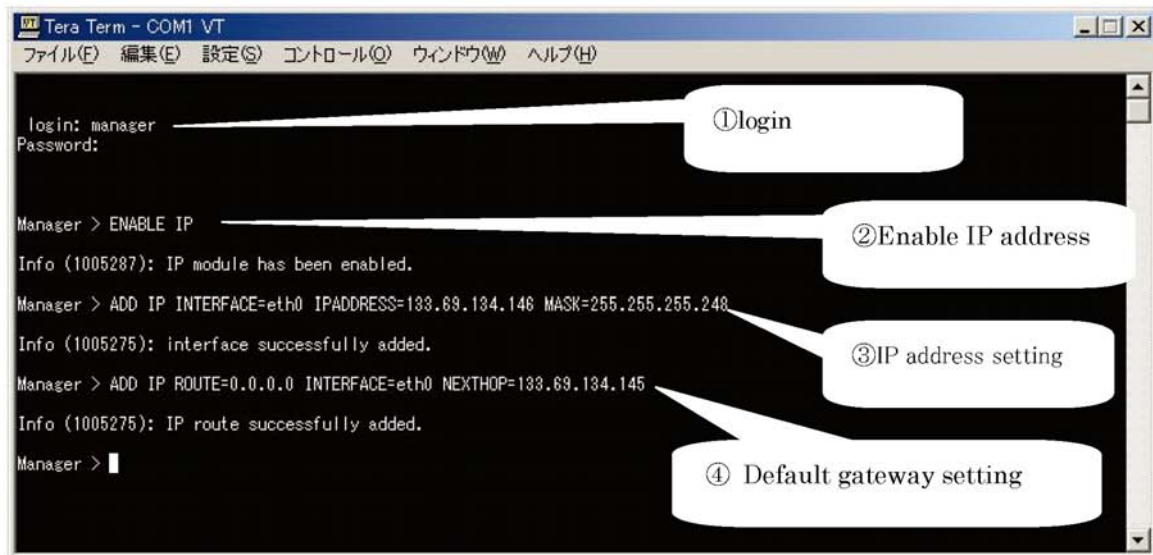 Tera Term - COM1 VT
ファイル(F) 編集(E) 設定(S) コントロール(O) ウィンドウ(W) ヘルプ(H)
login: manager
①login
Password:
Manager > ENABLE IP
②Enable IP address
Info (1005287): IP module has been enabled.
Manager > ADD IP INTERFACE=eth0 IPADDRESS=133.69.134.146 MASK=255.255.255.248
Info (1005275): interface successfully added.
③IP address setting
Manager > ADD IP ROUTE=0.0.0.0 INTERFACE=eth0 NEXTHOP=133.69.134.145
Info (1005275): IP route successfully added.
Manager >
④ Default gateway setting